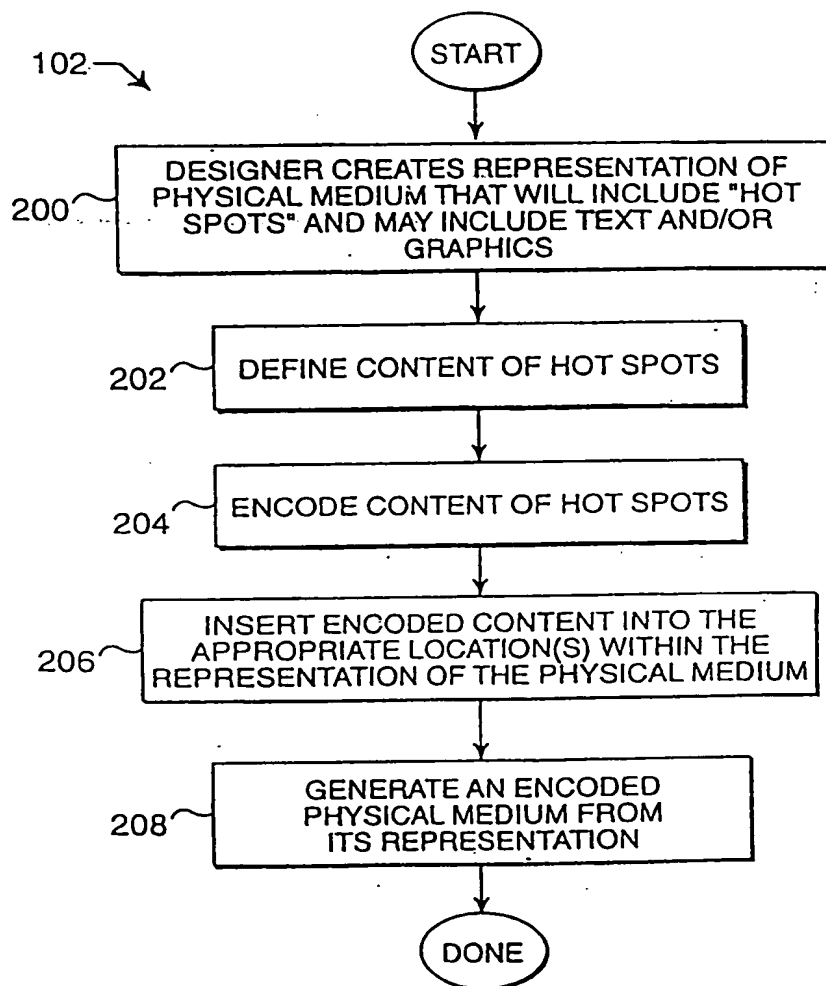 102
START
200
DESIGNER CREATES REPRESENTATION OF
PHYSICAL MEDIUM THAT WILL INCLUDE "HOT
SPOTS" AND MAY INCLUDE TEXT AND/OR
GRAPHICS
202
DEFINE CONTENT OF HOT SPOTS
204
ENCODE CONTENT OF HOT SPOTS
206
INSERT ENCODED CONTENT INTO THE
APPROPRIATE LOCATION(S) WITHIN THE
REPRESENTATION OF THE PHYSICAL MEDIUM
208
GENERATE AN ENCODED
PHYSICAL MEDIUM FROM
ITS REPRESENTATION
DONE